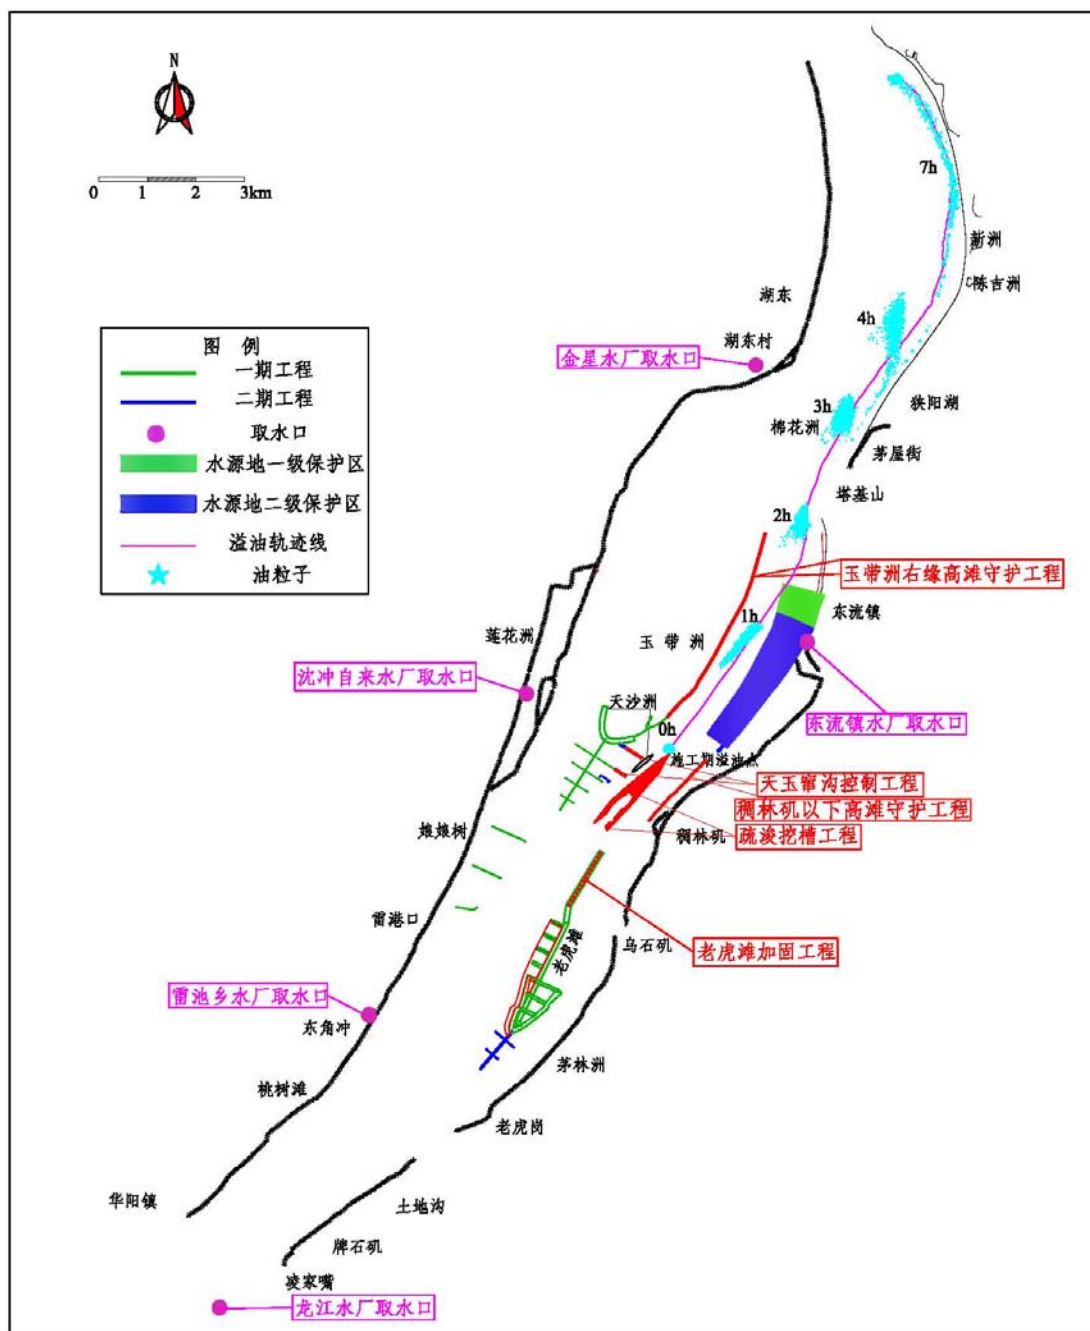 N
0 1 2 3km
7h
新洲
陈吉洲
湖东
4h
湖东村
金星水厂取水口
图 例
一期工程
二期工程
取水口
水源地一级保护区
水源地二级保护区
溢油轨迹线
油粒子
3h
棉花洲
狭阳湖
茅屋街
塔基山
2h
玉带洲右缘高滩守护工程
东流镇
1h
玉带洲
莲花洲
沈冲自来水厂取水口
天沙洲
东流镇水厂取水口
0h
施工期溢油点
天玉窜沟控制工程
稠林矶以下高滩守护工程
疏浚挖槽工程
稠林矶
娘娘树
雷港口
乌石矶
老虎滩
老虎滩加固工程
雷池乡水厂取水口
东角冲
茅林洲
桃树滩
老虎岗
华阳镇
土地沟
牌石矶
凌家嘴
龙江水厂取水口